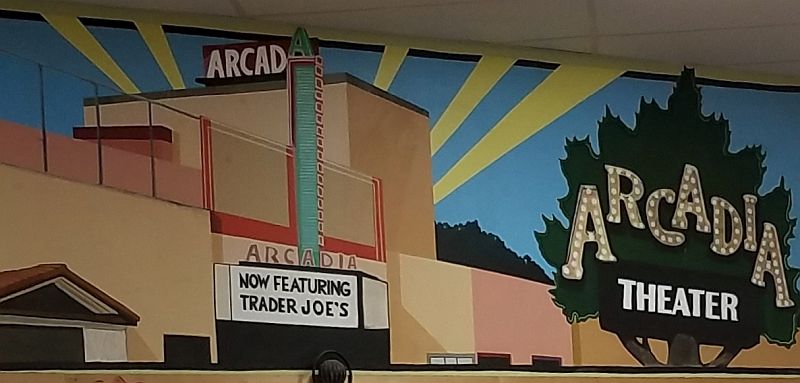 ARCADIA
ARCADIA
NOW FEATURING
TRADER JOE'S
ARCADIA
THEATER